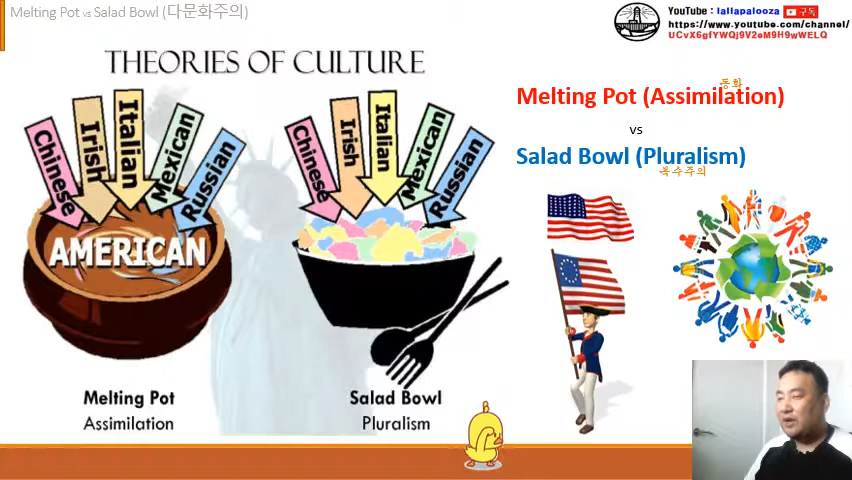 Melting Pot vs Salad Bowl (다문화주의)
YouTube : lallapalooza 구독
https://www.youtube.com/channel/
UCvX6gfYWQj9V2eM9H9wWELQ
THEORIES OF CULTURE
Chinese
Irish
Italian
Mexican
Russian
AMERICAN
Melting Pot
Assimilation
Chinese
Irish
Italian
Mexican
Russian
Salad Bowl
Pluralism
동화
Melting Pot (Assimilation)
vs
Salad Bowl (Pluralism)
복수주의